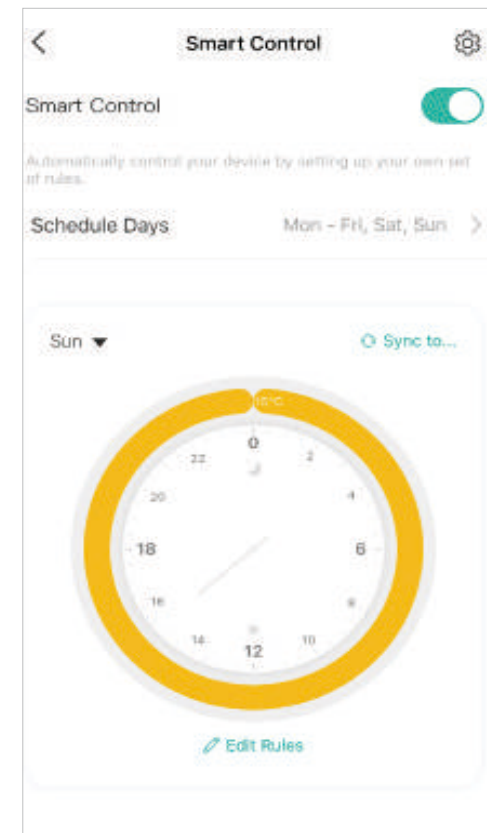 Smart Control
Smart Control
Automatically control your device by setting up your own set
of rules.
Schedule Days
Mon - Fri, Sat, Sun
Sun
Sync to...
0
2
4
6
8
10
12
14
16
18
20
22
Edit Rules